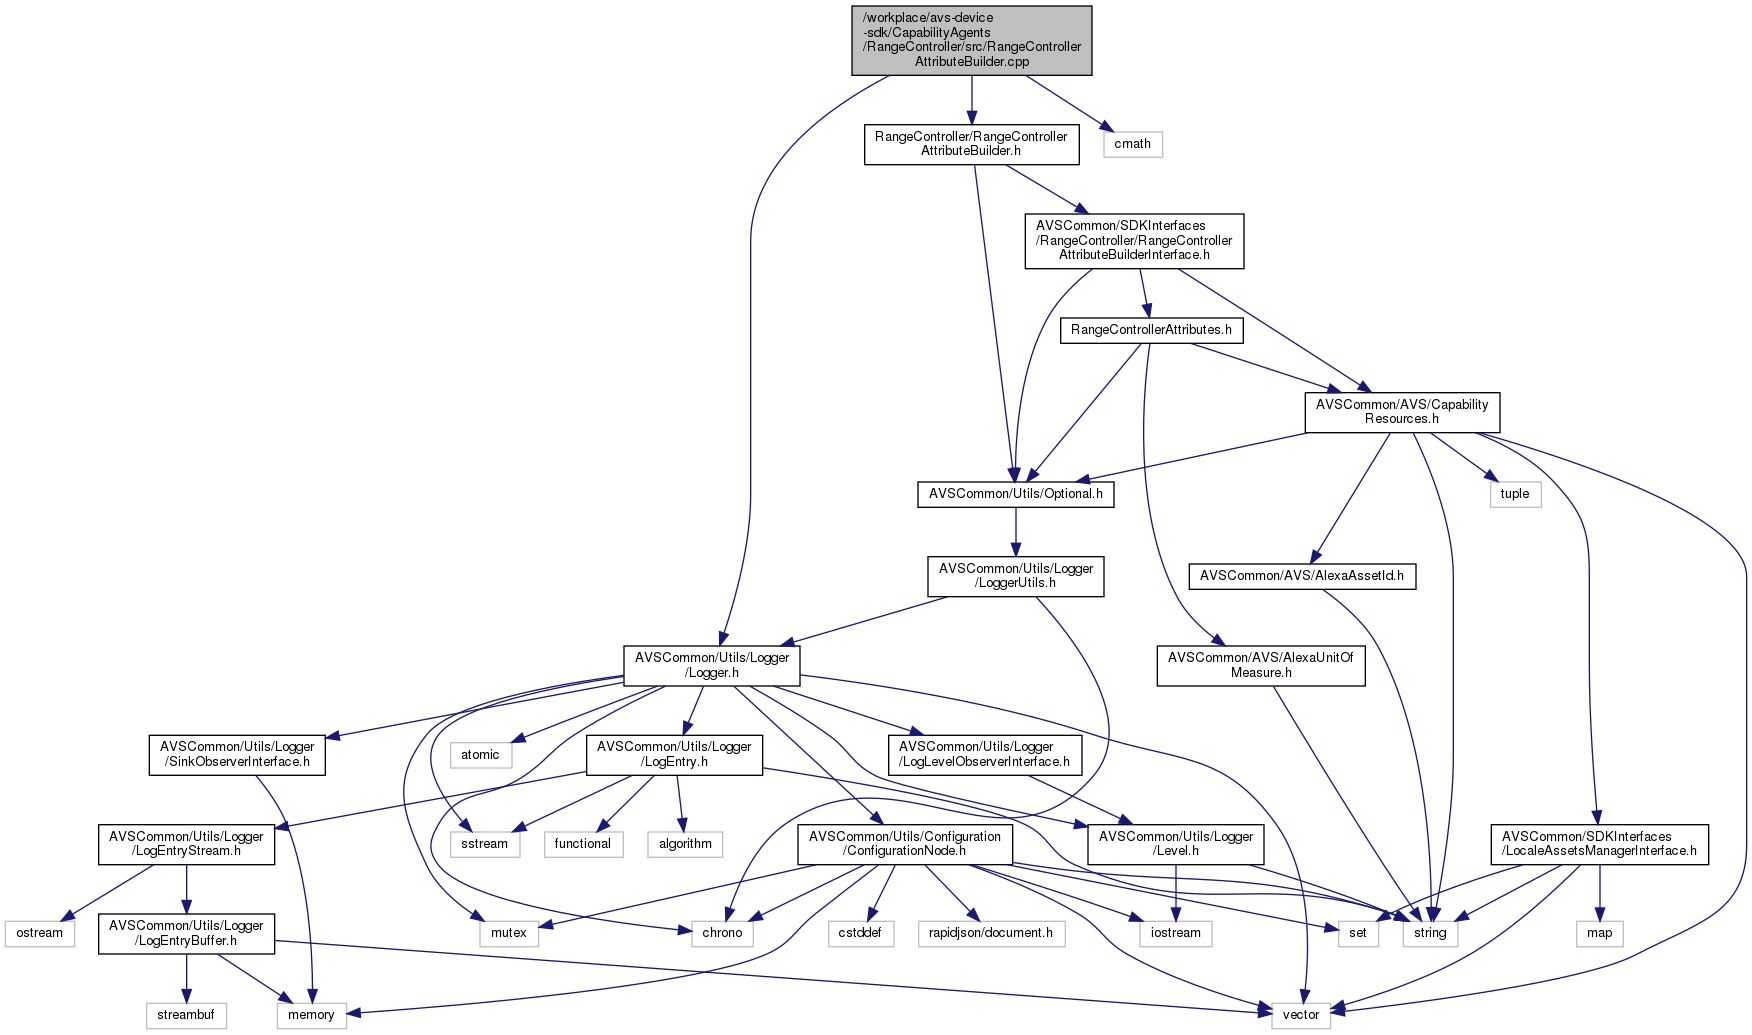 /workplace/avs-device
-sdk/CapabilityAgents
/RangeController/src/RangeController
AttributeBuilder.cpp
RangeController/RangeController
AttributeBuilder.h
cmath
AVSCommon/SDKInterfaces
/RangeController/RangeController
AttributeBuilderInterface.h
RangeControllerAttributes.h
AVSCommon/AVS/Capability
Resources.h
AVSCommon/Utils/Optional.h
tuple
AVSCommon/Utils/Logger
/LoggerUtils.h
AVSCommon/AVS/AlexaAssetId.h
AVSCommon/Utils/Logger
/Logger.h
AVSCommon/AVS/AlexaUnitOf
Measure.h
AVSCommon/Utils/Logger
/SinkObserverInterface.h
atomic
AVSCommon/Utils/Logger
/LogEntry.h
AVSCommon/Utils/Logger
/LogLevelObserverInterface.h
AVSCommon/Utils/Logger
/LogEntryStream.h
sstream
functional
algorithm
AVSCommon/Utils/Configuration
/ConfigurationNode.h
AVSCommon/Utils/Logger
/Level.h
AVSCommon/SDKInterfaces
/LocaleAssetsManagerInterface.h
ostream
AVSCommon/Utils/Logger
/LogEntryBuffer.h
mutex
chrono
cstddef
rapidjson/document.h
iostream
set
string
map
streambuf
memory
vector